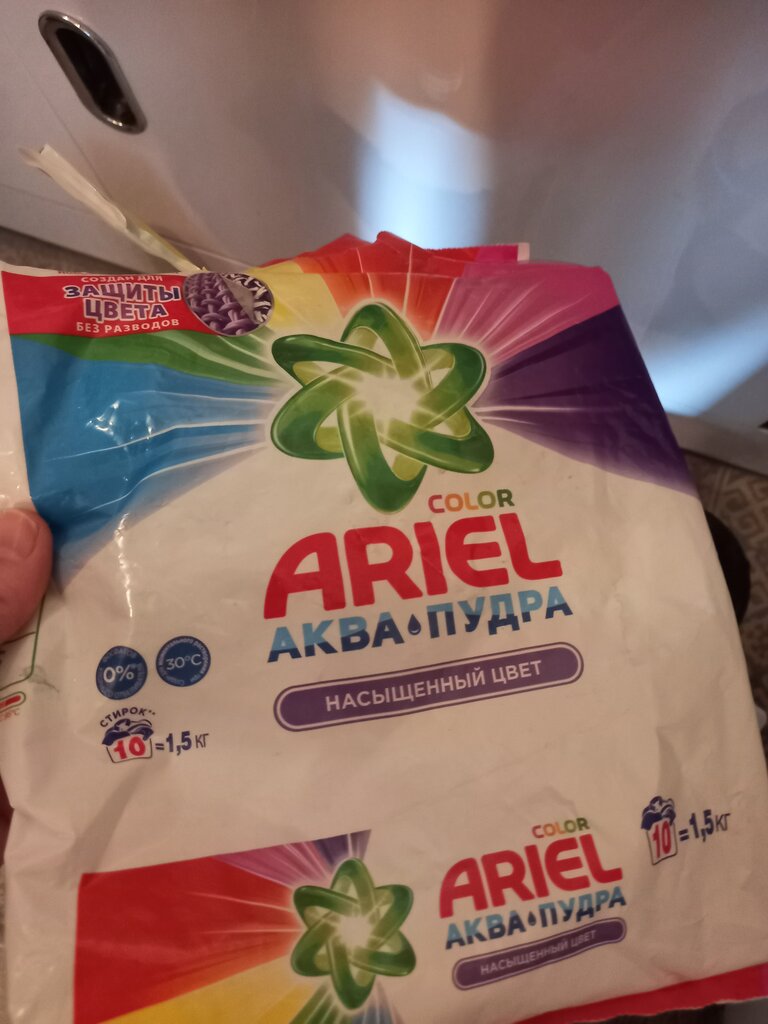 СОЗДАН ДЛЯ
ЗАЩИТЫ
ЦВЕТА
БЕЗ РАЗВОДОВ
COLOR
ARIEL
АКВА ПУДРА
НАСЫЩЕННЫЙ ЦВЕТ
0%
30°C
СТИРОК**
10 = 1,5 КГ
COLOR
ARIEL
АКВА ПУДРА
НАСЫЩЕННЫЙ ЦВЕТ
10 = 1,5 КГ